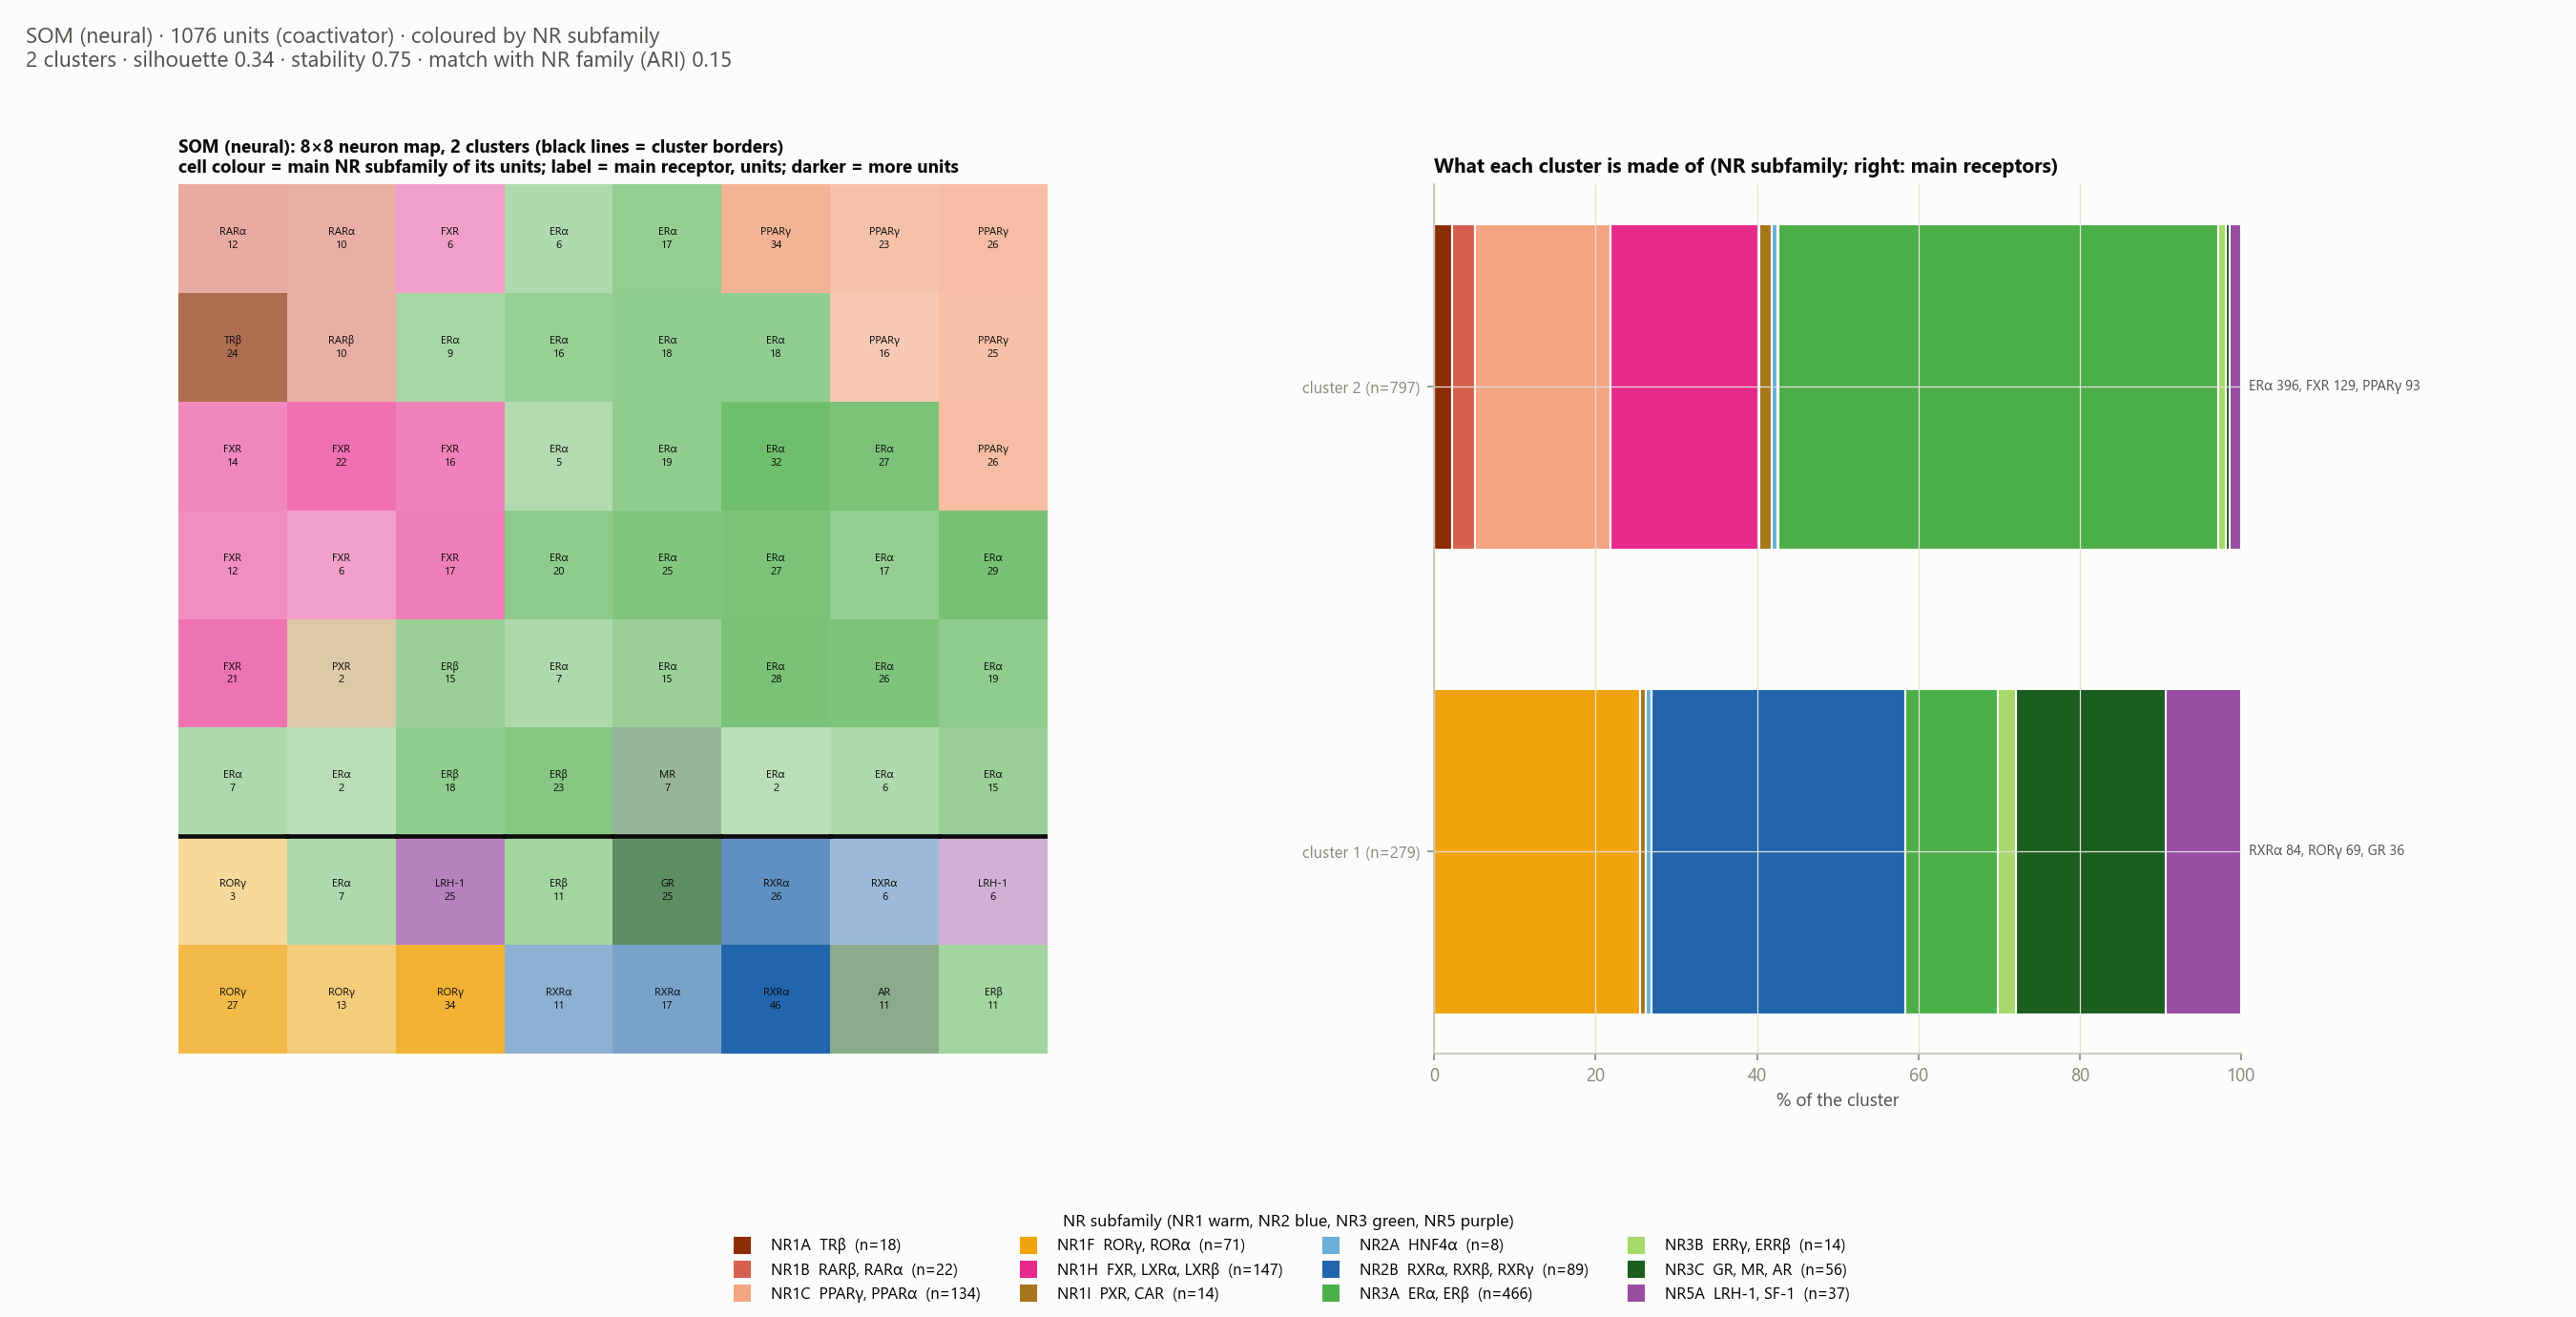 SOM (neural) · 1076 units (coactivator) · coloured by NR subfamily
2 clusters · silhouette 0.34 · stability 0.75 · match with NR family (ARI) 0.15
SOM (neural): 8×8 neuron map, 2 clusters (black lines = cluster borders)
cell colour = main NR subfamily of its units; label = main receptor, units; darker = more units
RARα RARα FXR ERα ERα PPARγ PPARγ PPARγ
12 10 6 6 17 34 23 26
TRβ RARβ ERα ERα ERα ERα PPARγ PPARγ
24 10 9 16 18 18 16 25
FXR FXR FXR ERα ERα ERα ERα PPARγ
14 22 16 5 19 32 27 26
FXR FXR FXR ERα ERα ERα ERα ERα
12 6 17 20 25 27 17 29
FXR PXR ERβ ERα ERα ERα ERα ERα
21 2 15 7 15 28 26 19
ERα ERα ERβ ERβ MR ERα ERα ERα
7 2 18 23 7 2 6 15
RORγ ERα LRH-1 ERβ GR RXRα RXRα LRH-1
3 7 25 11 25 26 6 6
RORγ RORγ RORγ RXRα RXRα RXRα AR ERβ
27 13 34 11 17 46 11 11
What each cluster is made of (NR subfamily; right: main receptors)
cluster 2 (n=797)
ERα 396, FXR 129, PPARγ 93
cluster 1 (n=279)
RXRα 84, RORγ 69, GR 36
0 20 40 60 80 100
% of the cluster
NR subfamily (NR1 warm, NR2 blue, NR3 green, NR5 purple)
NR1A TRβ (n=18)
NR1B RARβ, RARα (n=22)
NR1C PPARγ, PPARα (n=134)
NR1F RORγ, RORα (n=71)
NR1H FXR, LXRα, LXRβ (n=147)
NR1I PXR, CAR (n=14)
NR2A HNF4α (n=8)
NR2B RXRα, RXRβ, RXRγ (n=89)
NR3A ERα, ERβ (n=466)
NR3B ERRγ, ERRβ (n=14)
NR3C GR, MR, AR (n=56)
NR5A LRH-1, SF-1 (n=37)